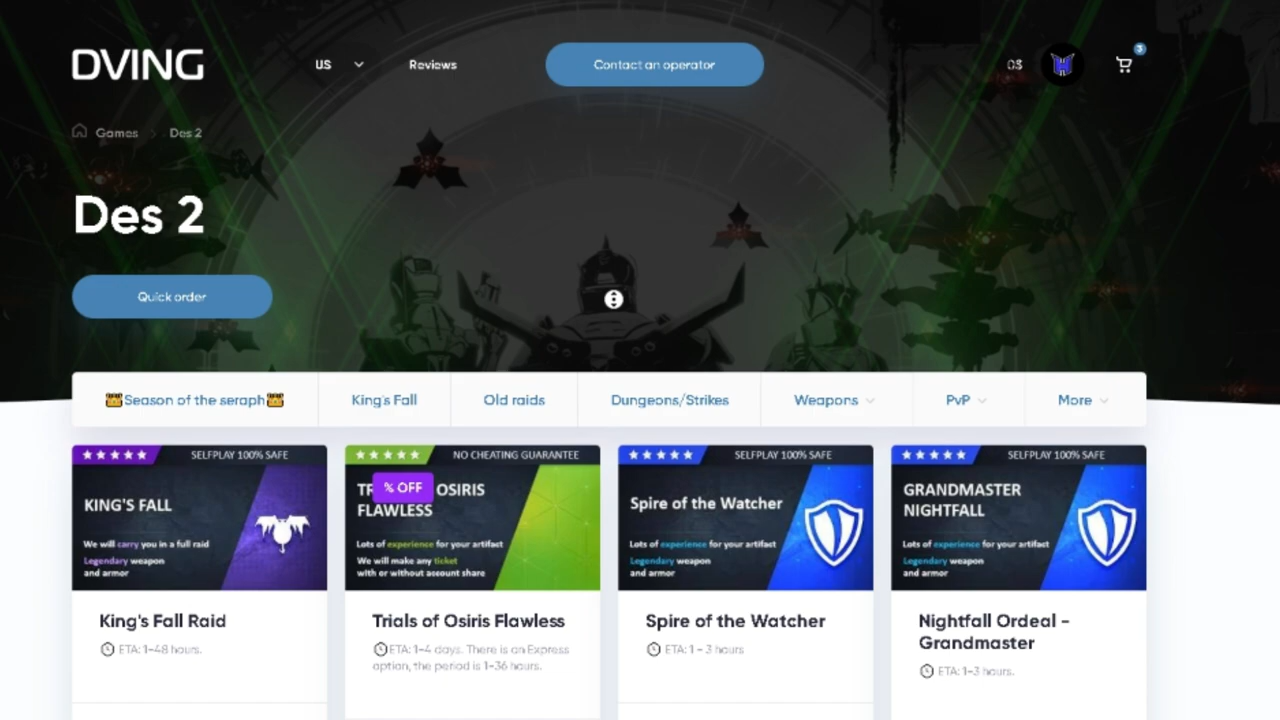 DVING
US
Reviews
Contact an operator
0$
3
Games
Des 2
Des 2
Quick order
Season of the seraph
King's Fall
Old raids
Dungeons/Strikes
Weapons
PvP
More
SELFPLAY 100% SAFE
KING'S FALL
We will carry you in a full raid
Legendary weapon
and armor
King's Fall Raid
ETA: 1-48 hours.
NO CHEATING GUARANTEE
% OFF
TR OSIRIS
FLAWLESS
Lots of experience for your artifact
We will make any ticket
with or without account share
Trials of Osiris Flawless
ETA: 1-4 days. There is an Express
option, the period is 1-36 hours.
SELFPLAY 100% SAFE
Spire of the Watcher
Lots of experience for your artifact
Legendary weapon
and armor
Spire of the Watcher
ETA: 1 - 3 hours
SELFPLAY 100% SAFE
GRANDMASTER
NIGHTFALL
Lots of experience for your artifact
Legendary weapon
and armor
Nightfall Ordeal -
Grandmaster
ETA: 1-3 hours.